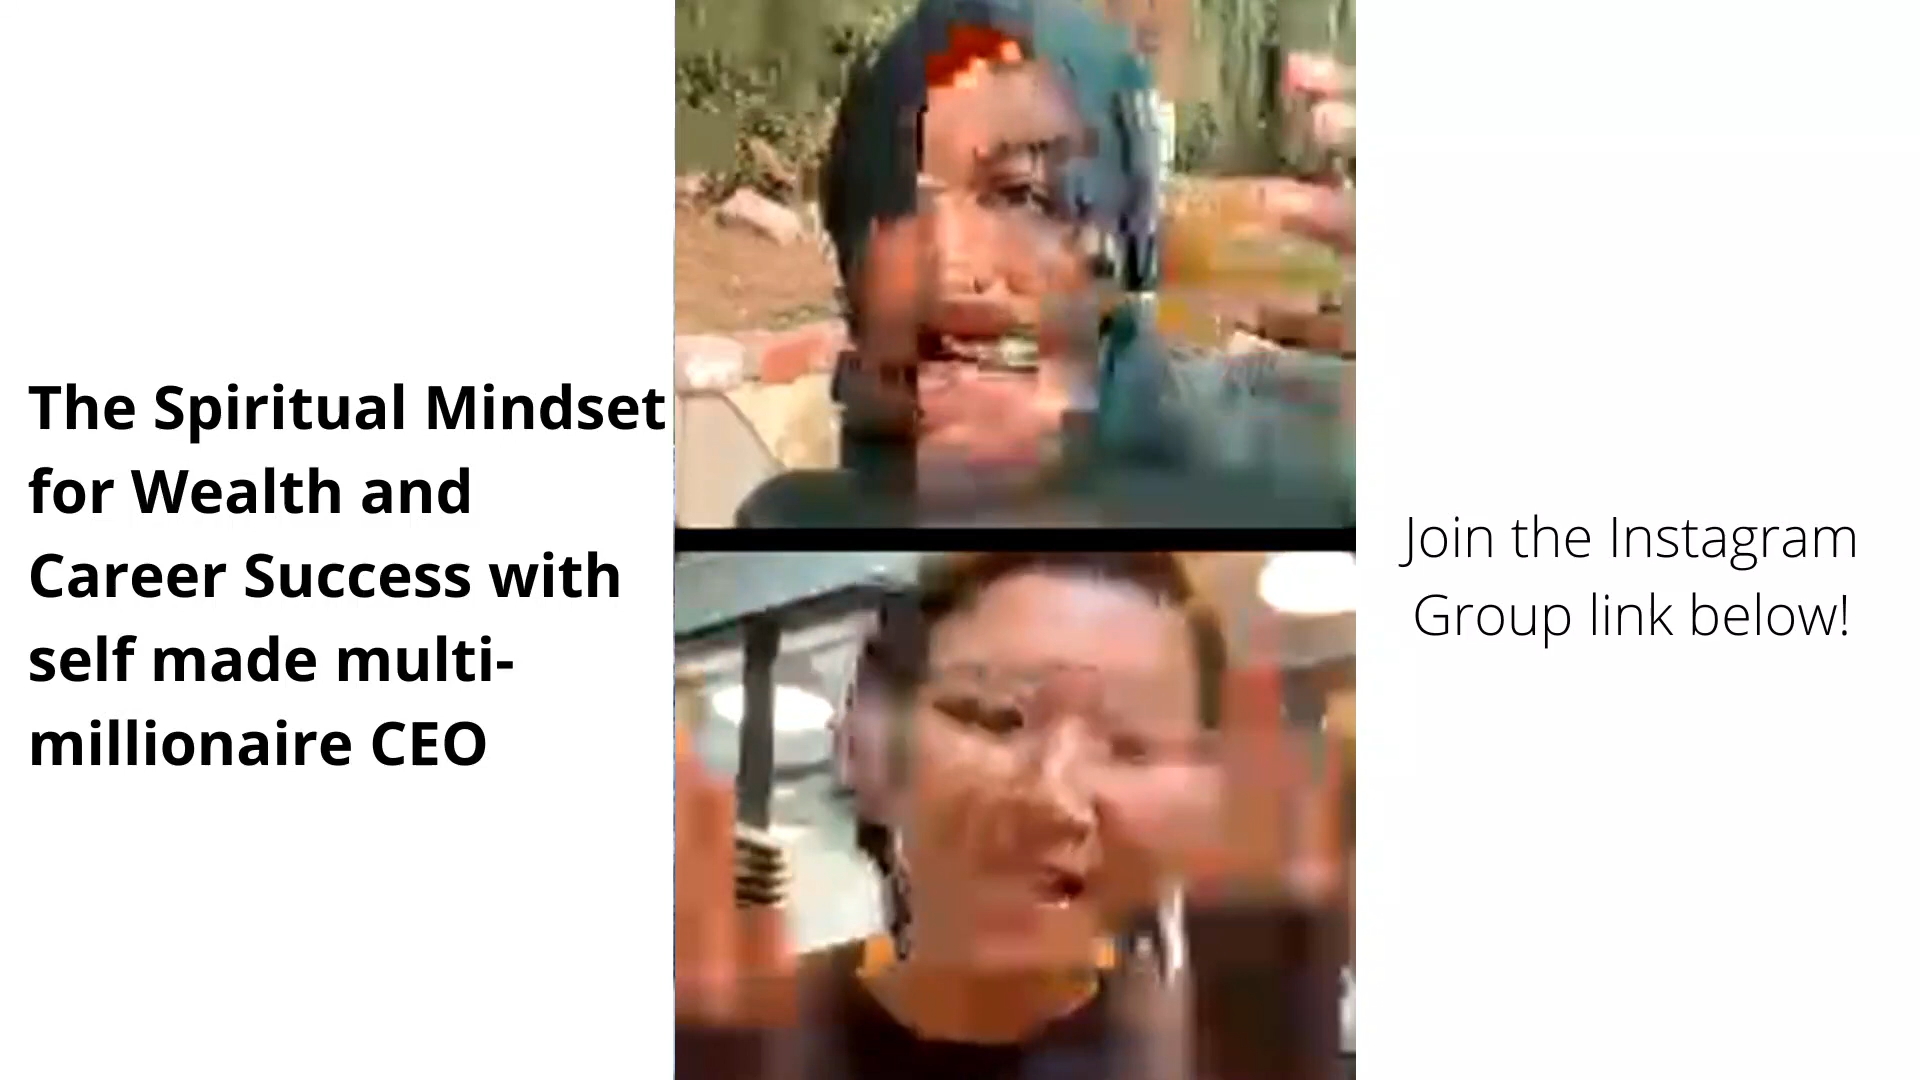 The Spiritual Mindset
for Wealth and
Career Success with
self made multi-
millionaire CEO
Join the Instagram
Group link below!